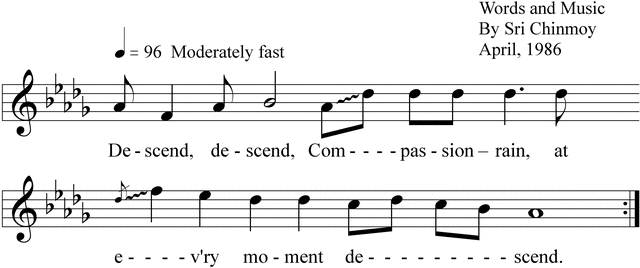 Words and Music
By Sri Chinmoy
April, 1986
= 96 Moderately fast
De - scend, de - scend, Com - - - - pas - sion – rain, at
e - - - - - v'ry mo - ment de - - - - - - - - - scend.